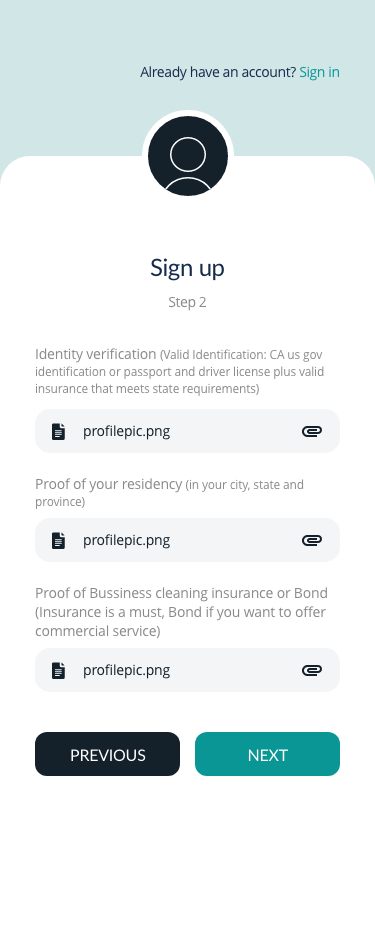 Already have an account? Sign in
Sign up
Step 2
Identity verification (Valid Identification: CA us gov
identification or passport and driver license plus valid
insurance that meets state requirements)
profilepic.png
Proof of your residency (in your city, state and
province)
profilepic.png
Proof of Bussiness cleaning insurance or Bond
(Insurance is a must, Bond if you want to offer
commercial service)
profilepic.png
PREVIOUS NEXT